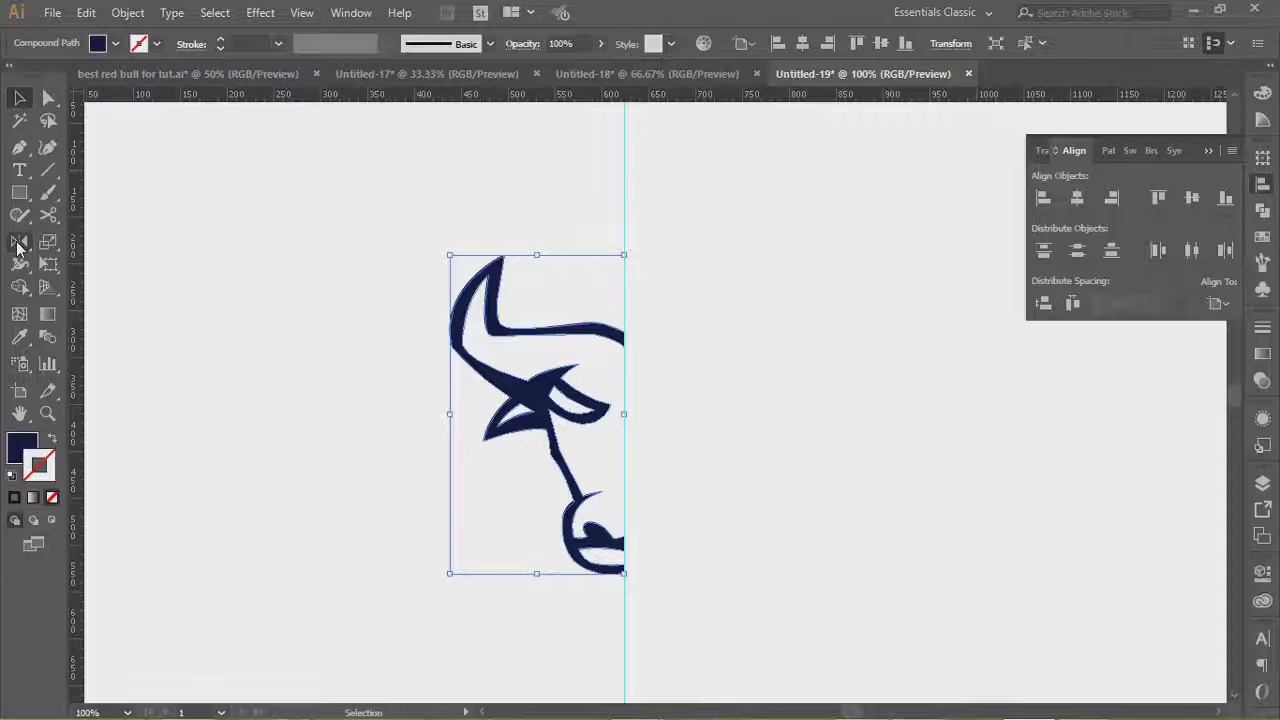 Ai File Edit Object Type Select Effect View Window Help Br St Essentials Classic Search Adobe Stock
Compound Path Stroke: Basic Opacity: 100% Style: Transform
best red bull for tut.ai* @ 50% (RGB/Preview) × Untitled-17* @ 33.33% (RGB/Preview) × Untitled-18* @ 66.67% (RGB/Preview) × Untitled-19* @ 100% (RGB/Preview) ×
50 100 150 200 250 300 350 400 450 500 550 600 650 700 750 800 850 900 950 1000 1050 1100 1150
Tra Align Pat Sw Bru Syn
Align Objects:
Distribute Objects:
Distribute Spacing: Align To:
100% 1 Selection